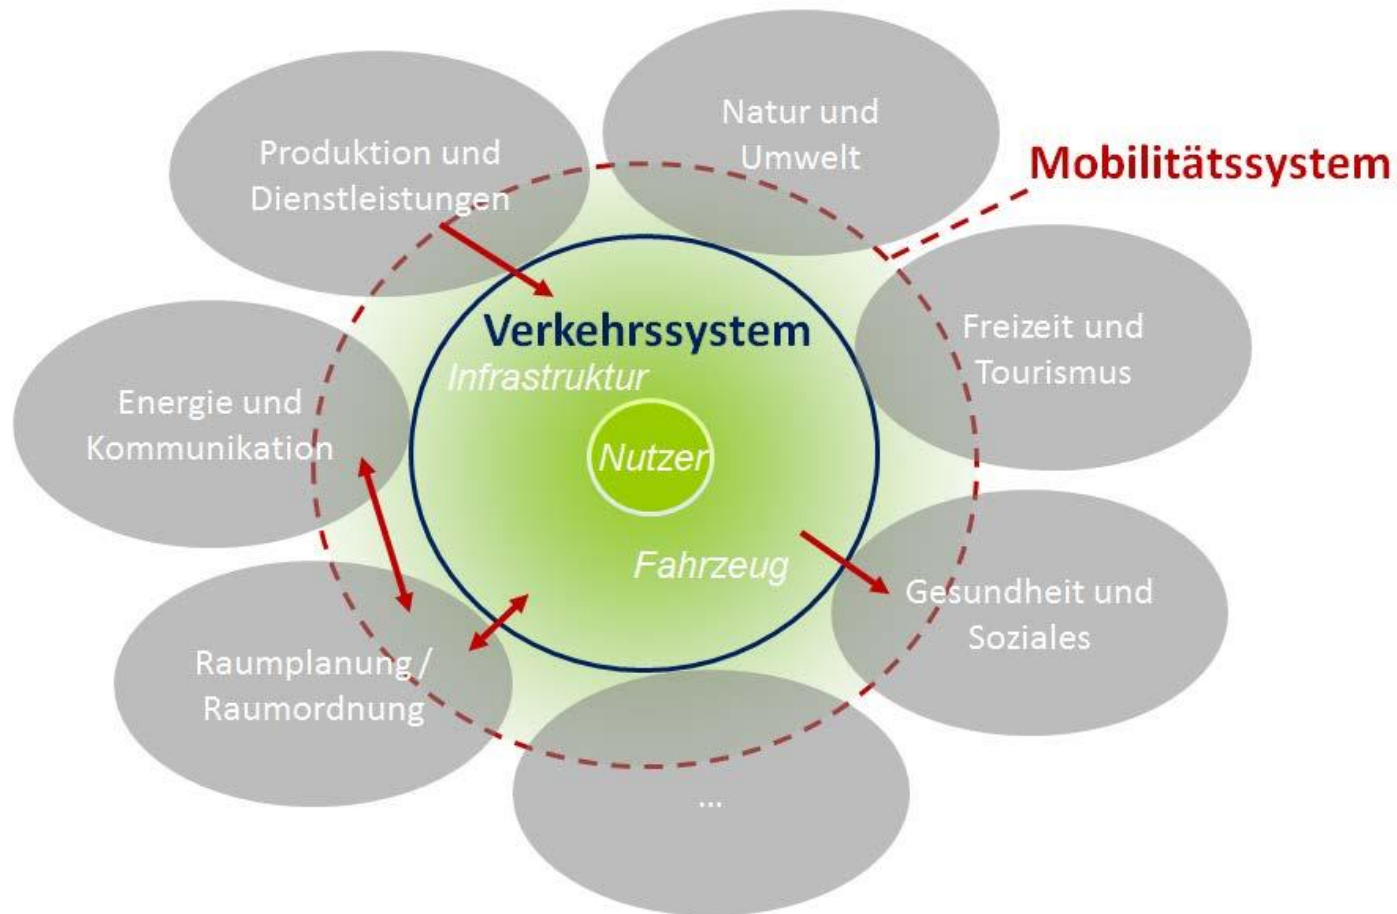 Natur und
Umwelt
Produktion und
Dienstleistungen
Mobilitätssystem
Verkehrssystem
Infrastruktur
Freizeit und
Tourismus
Energie und
Kommunikation
Nutzer
Fahrzeug
Gesundheit und
Soziales
Raumplanung/
Raumordnung
...